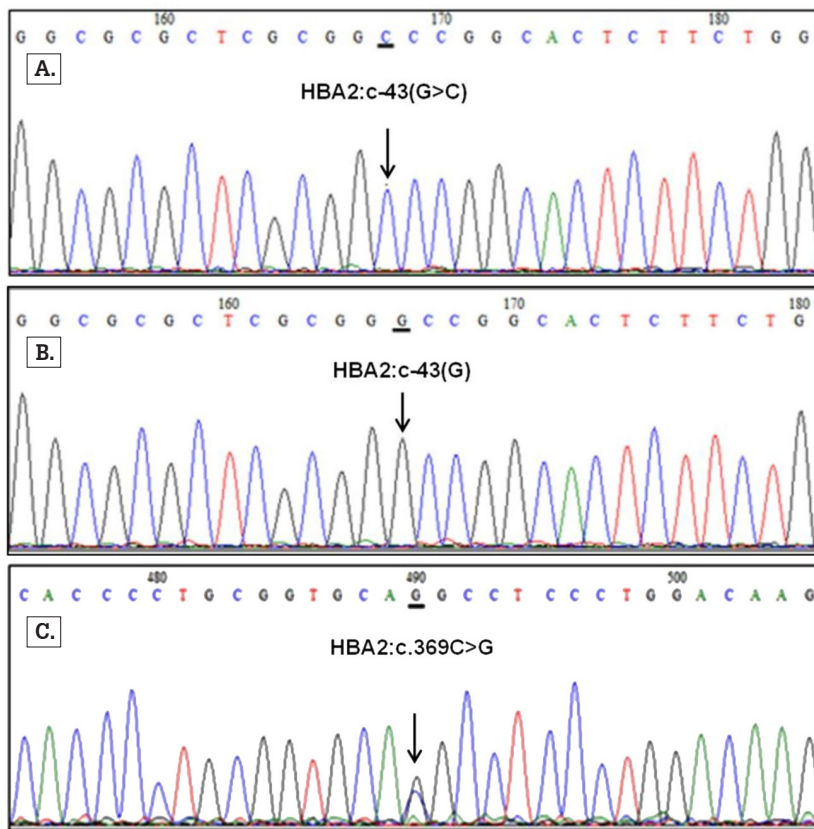 160 170 180
G G C G C G C T C G C G G C C C G G C A C T C T T C T G G
A.
HBA2:c-43(G>C)
160 170 180
G G C G C G C T C G C G G G C C G G C A C T C T T C T G
B.
HBA2:c-43(G)
480 490 500
C A C C C C T G C G G T G C A G G C C T C C C T G G A C A A G
C.
HBA2:c.369C>G